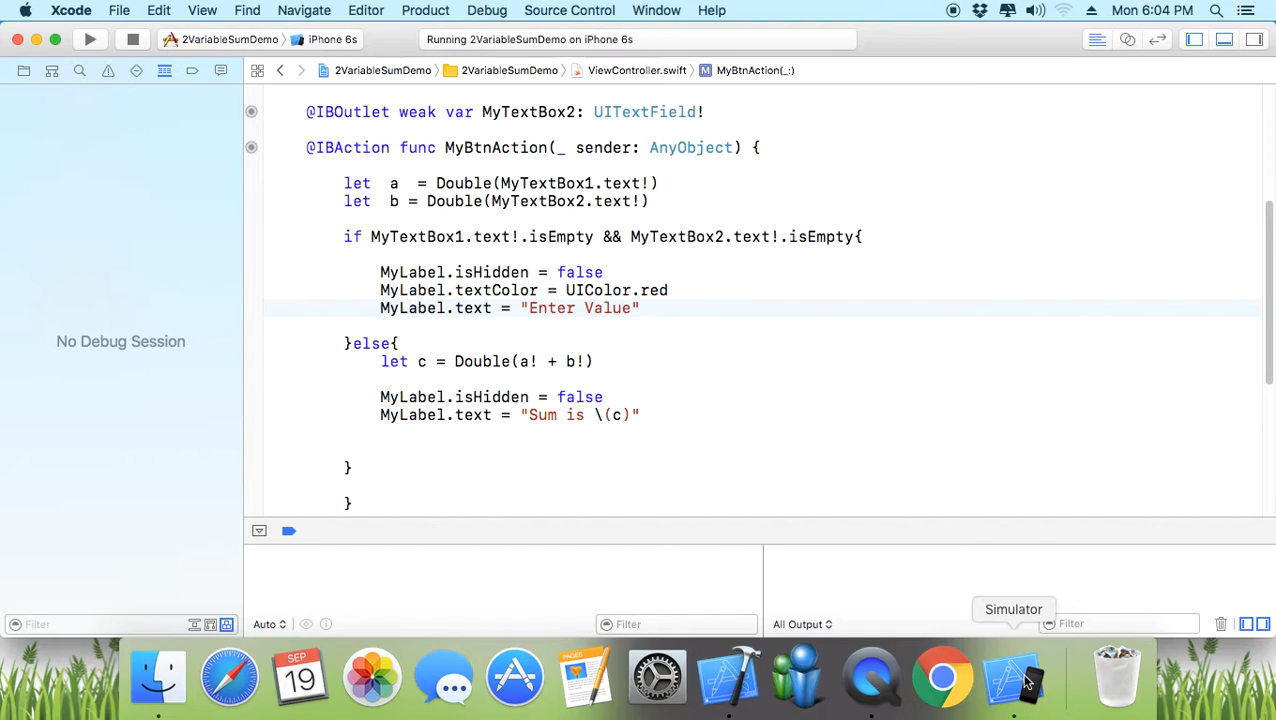 Xcode File Edit View Find Navigate Editor Product Debug Source Control Window Help Mon 6:04 PM
2VariableSumDemo iPhone 6s Running 2VariableSumDemo on iPhone 6s
2VariableSumDemo 2VariableSumDemo ViewController.swift M MyBtnAction(_:)
@IBOutlet weak var MyTextBox2: UITextField!
@IBAction func MyBtnAction(_ sender: AnyObject) {
let a = Double(MyTextBox1.text!)
let b = Double(MyTextBox2.text!)
if MyTextBox1.text!.isEmpty && MyTextBox2.text!.isEmpty{
MyLabel.isHidden = false
MyLabel.textColor = UIColor.red
MyLabel.text = "Enter Value"
}else{
let c = Double(a! + b!)
MyLabel.isHidden = false
MyLabel.text = "Sum is \(c)"
}
}
No Debug Session
Simulator
Filter Auto Filter All Output Filter
SEP
19
PAGES